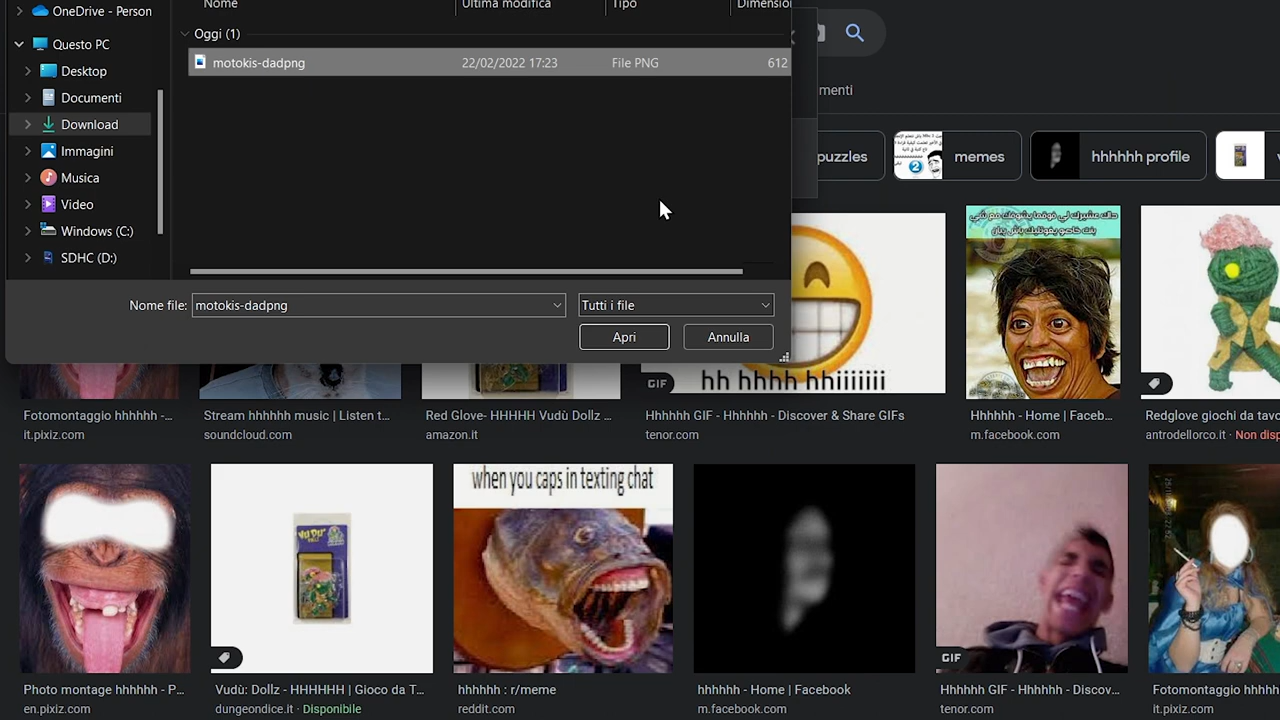 OneDrive - Person
Nome
Ultima modifica
Tipo
Dimensio
Questo PC
Oggi (1)
Desktop
motokis-dadpng
22/02/2022 17:23
File PNG
612
Documenti
menti
Download
Immagini
puzzles
memes
hhhhhh profile
Musica
Video
Windows (C:)
SDHC (D:)
Nome file:
motokis-dadpng
Tutti i file
Apri
Annulla
GIF
hh hhhh hhiiiiiii
Fotomontaggio hhhhhh -...
it.pixiz.com
Stream hhhhhh music | Listen t...
soundcloud.com
Red Glove- HHHHH Vudù Dollz ...
amazon.it
Hhhhhh GIF - Hhhhhh - Discover & Share GIFs
tenor.com
Hhhhhh - Home | Faceb...
m.facebook.com
Redglove giochi da tavo
antrodellorco.it · Non disp
when you caps in texting chat
GIF
Photo montage hhhhhh - P...
en.pixiz.com
Vudù: Dollz - HHHHHH | Gioco da T...
dungeondice.it · Disponibile
hhhhhh : r/meme
reddit.com
hhhhhh - Home | Facebook
m.facebook.com
Hhhhhh GIF - Hhhhhh - Discov...
tenor.com
Fotomontaggio hhhhhh
it.pixiz.com